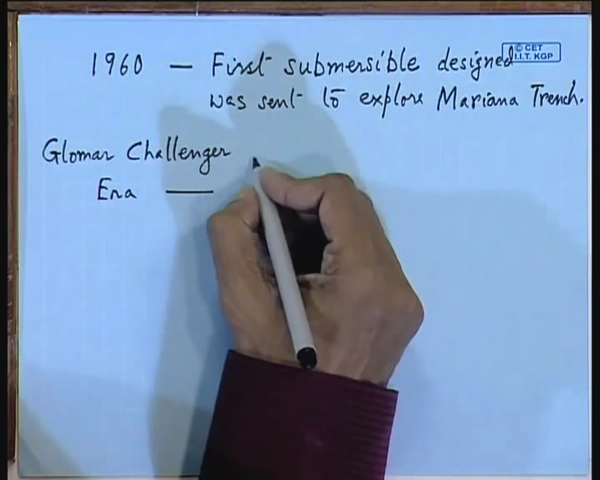 1960 — First submersible designed
© CET
I.I.T. KGP
was sent to explore Mariana Trench.
Glomar Challenger
Era —